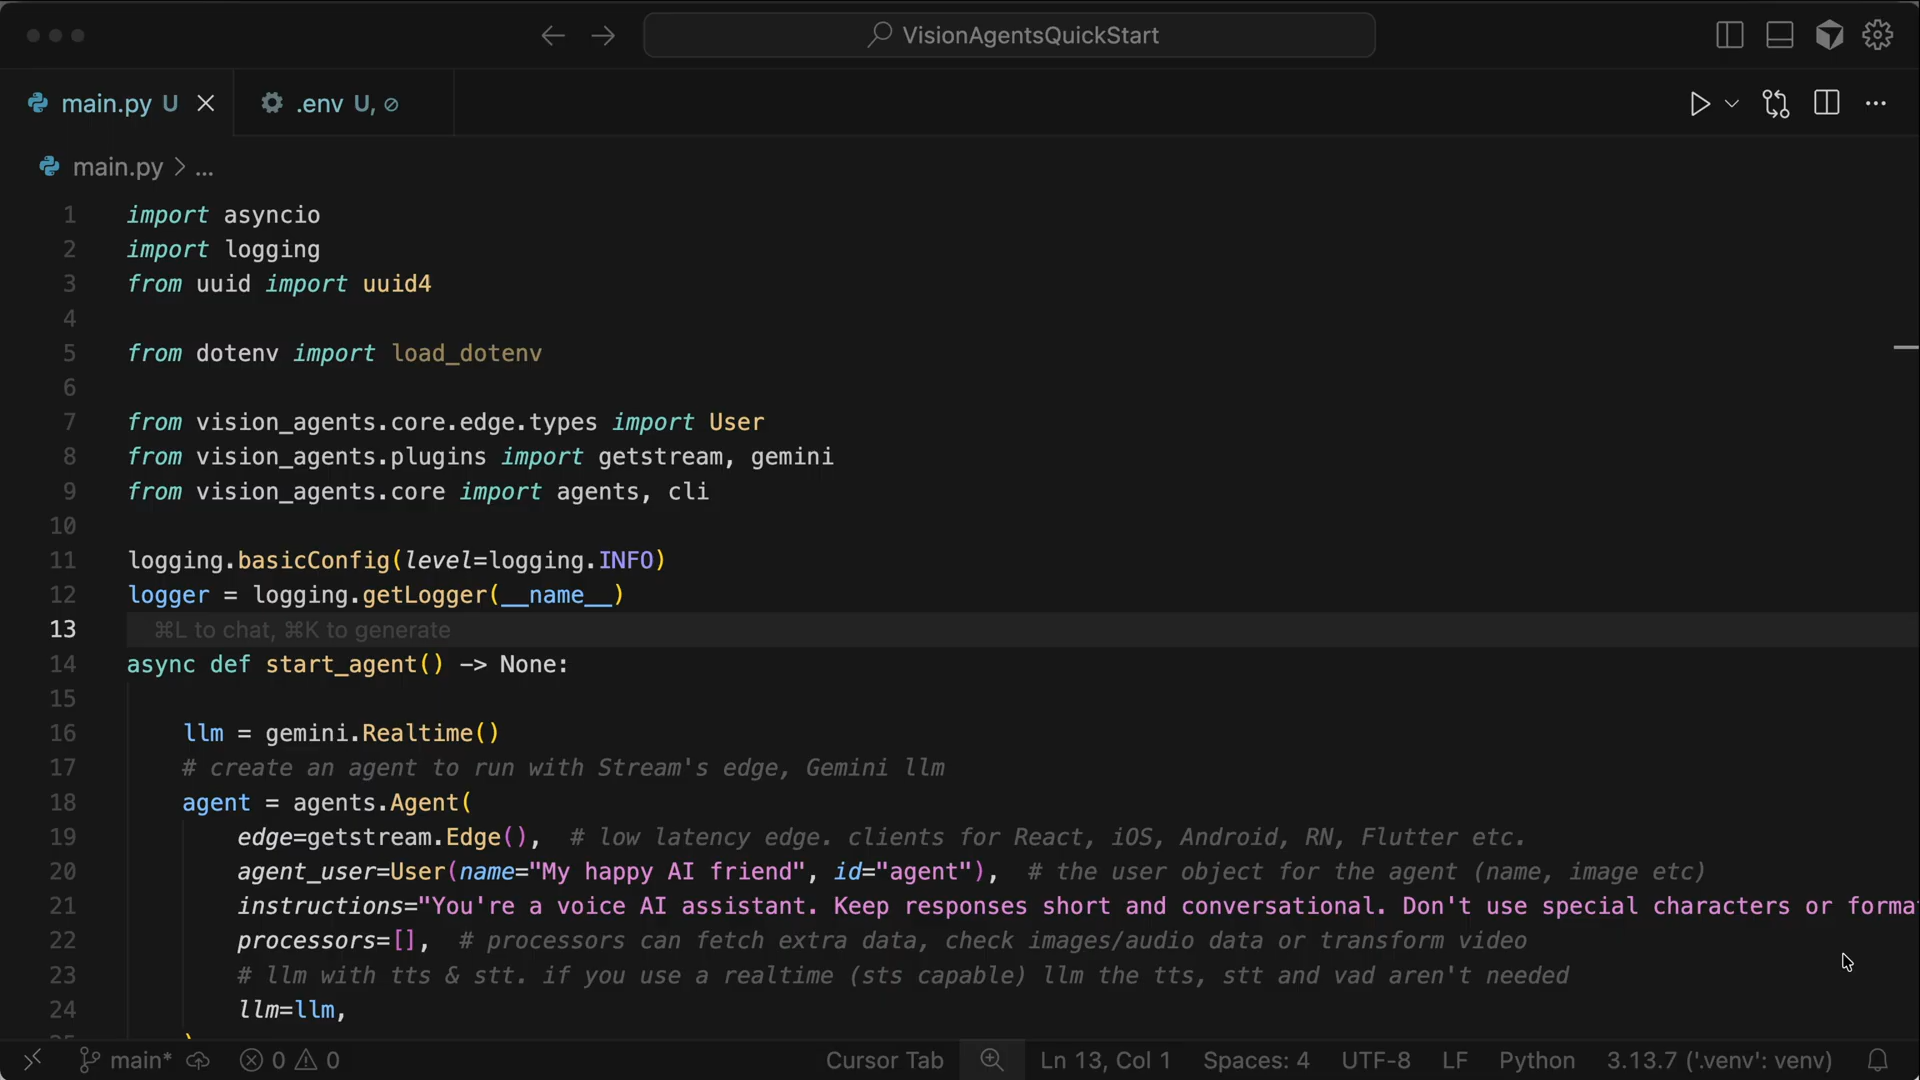 VisionAgentsQuickStart
main.py U
.env U,
main.py > ...
1 import asyncio
2 import logging
3 from uuid import uuid4
4
5 from dotenv import load_dotenv
6
7 from vision_agents.core.edge.types import User
8 from vision_agents.plugins import getstream, gemini
9 from vision_agents.core import agents, cli
10
11 logging.basicConfig(level=logging.INFO)
12 logger = logging.getLogger(__name__)
13 ⌘L to chat, ⌘K to generate
14 async def start_agent() -> None:
15
16 llm = gemini.Realtime()
17 # create an agent to run with Stream's edge, Gemini llm
18 agent = agents.Agent(
19 edge=getstream.Edge(), # low latency edge. clients for React, iOS, Android, RN, Flutter etc.
20 agent_user=User(name="My happy AI friend", id="agent"), # the user object for the agent (name, image etc)
21 instructions="You're a voice AI assistant. Keep responses short and conversational. Don't use special characters or forma
22 processors=[], # processors can fetch extra data, check images/audio data or transform video
23 # llm with tts & stt. if you use a realtime (sts capable) llm the tts, stt and vad aren't needed
24 llm=llm,
main* 0 0 Cursor Tab Ln 13, Col 1 Spaces: 4 UTF-8 LF Python 3.13.7 ('.venv': venv)